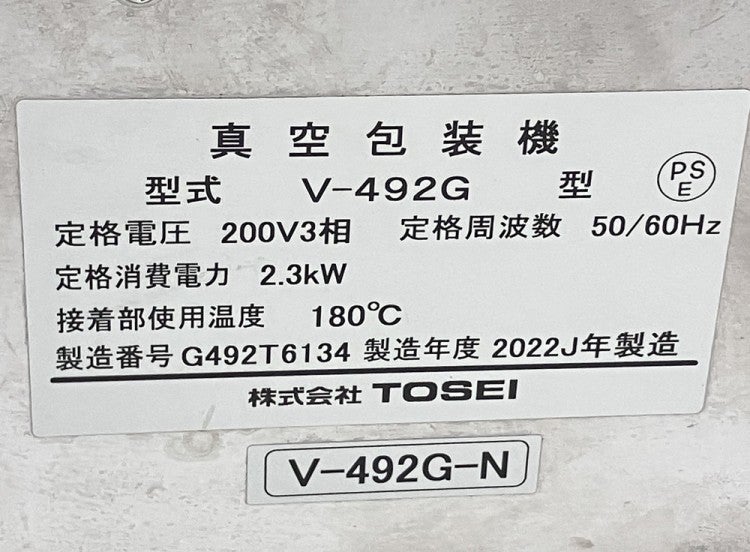 真空包装機
型式 V-492G 型 PSE
定格電圧 200V3相 定格周波数 50/60Hz
定格消費電力 2.3kW
接着部使用温度 180℃
製造番号 G492T6134 製造年度 2022J年製造
株式会社 TOSEI
V-492G-N